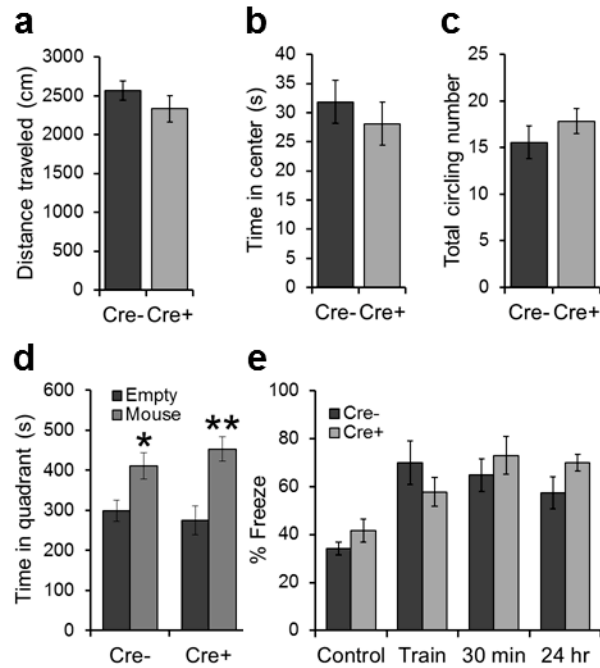 a
Distance traveled (cm)
3000
2500
2000
1500
1000
500
0
Cre- Cre+
b
Time in center (s)
40
35
30
25
20
15
10
5
0
Cre- Cre+
c
Total circling number
25
20
15
10
5
0
Cre- Cre+
d
Time in quadrant (s)
600
500
400
300
200
100
0
Empty
Mouse
*
**
Cre- Cre+
e
% Freeze
100
80
60
40
20
0
Cre-
Cre+
Control Train 30 min 24 hr